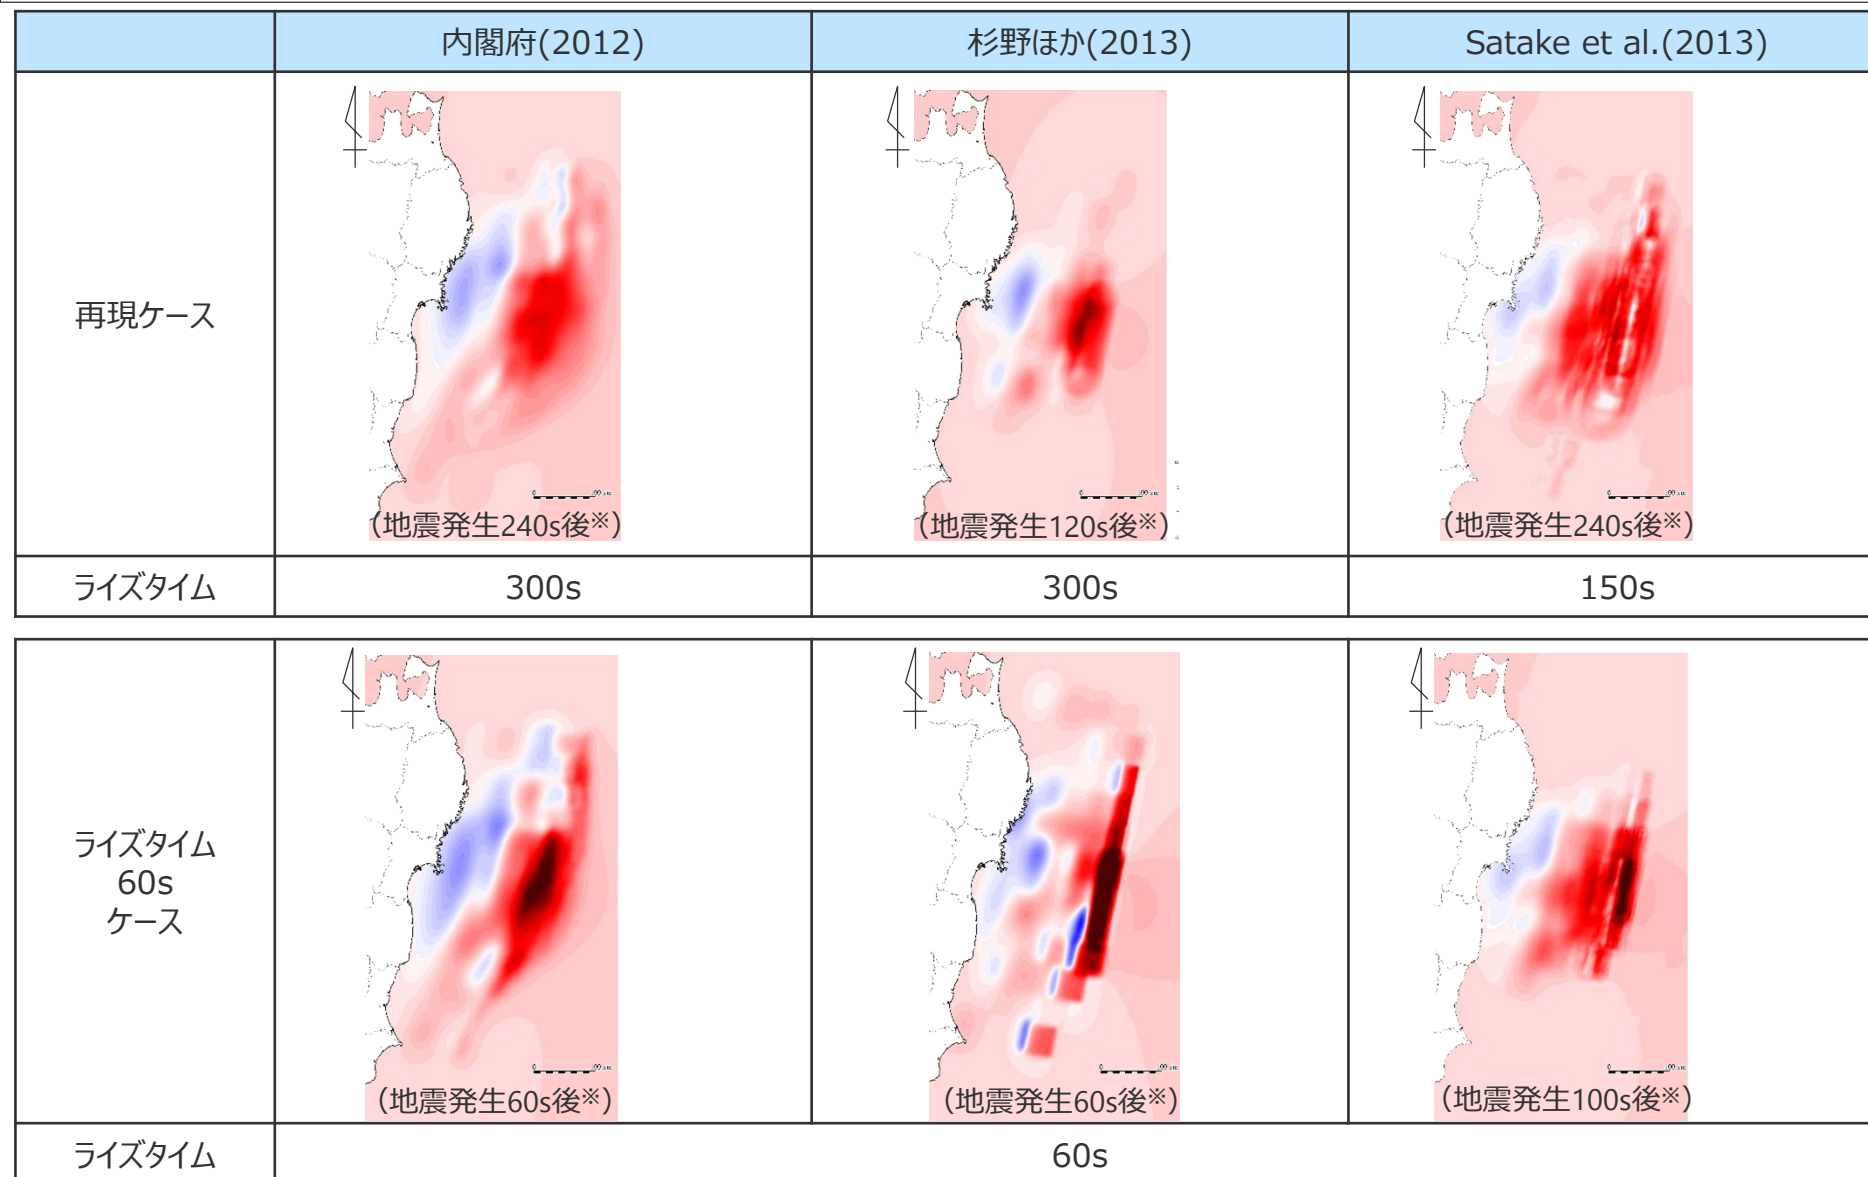 内閣府(2012)
杉野ほか(2013)
Satake et al.(2013)
再現ケース
(地震発生240s後※)
(地震発生120s後※)
(地震発生240s後※)
ライズタイム
300s
300s
150s
ライズタイム
60s
ケース
(地震発生60s後※)
(地震発生60s後※)
(地震発生100s後※)
ライズタイム
60s